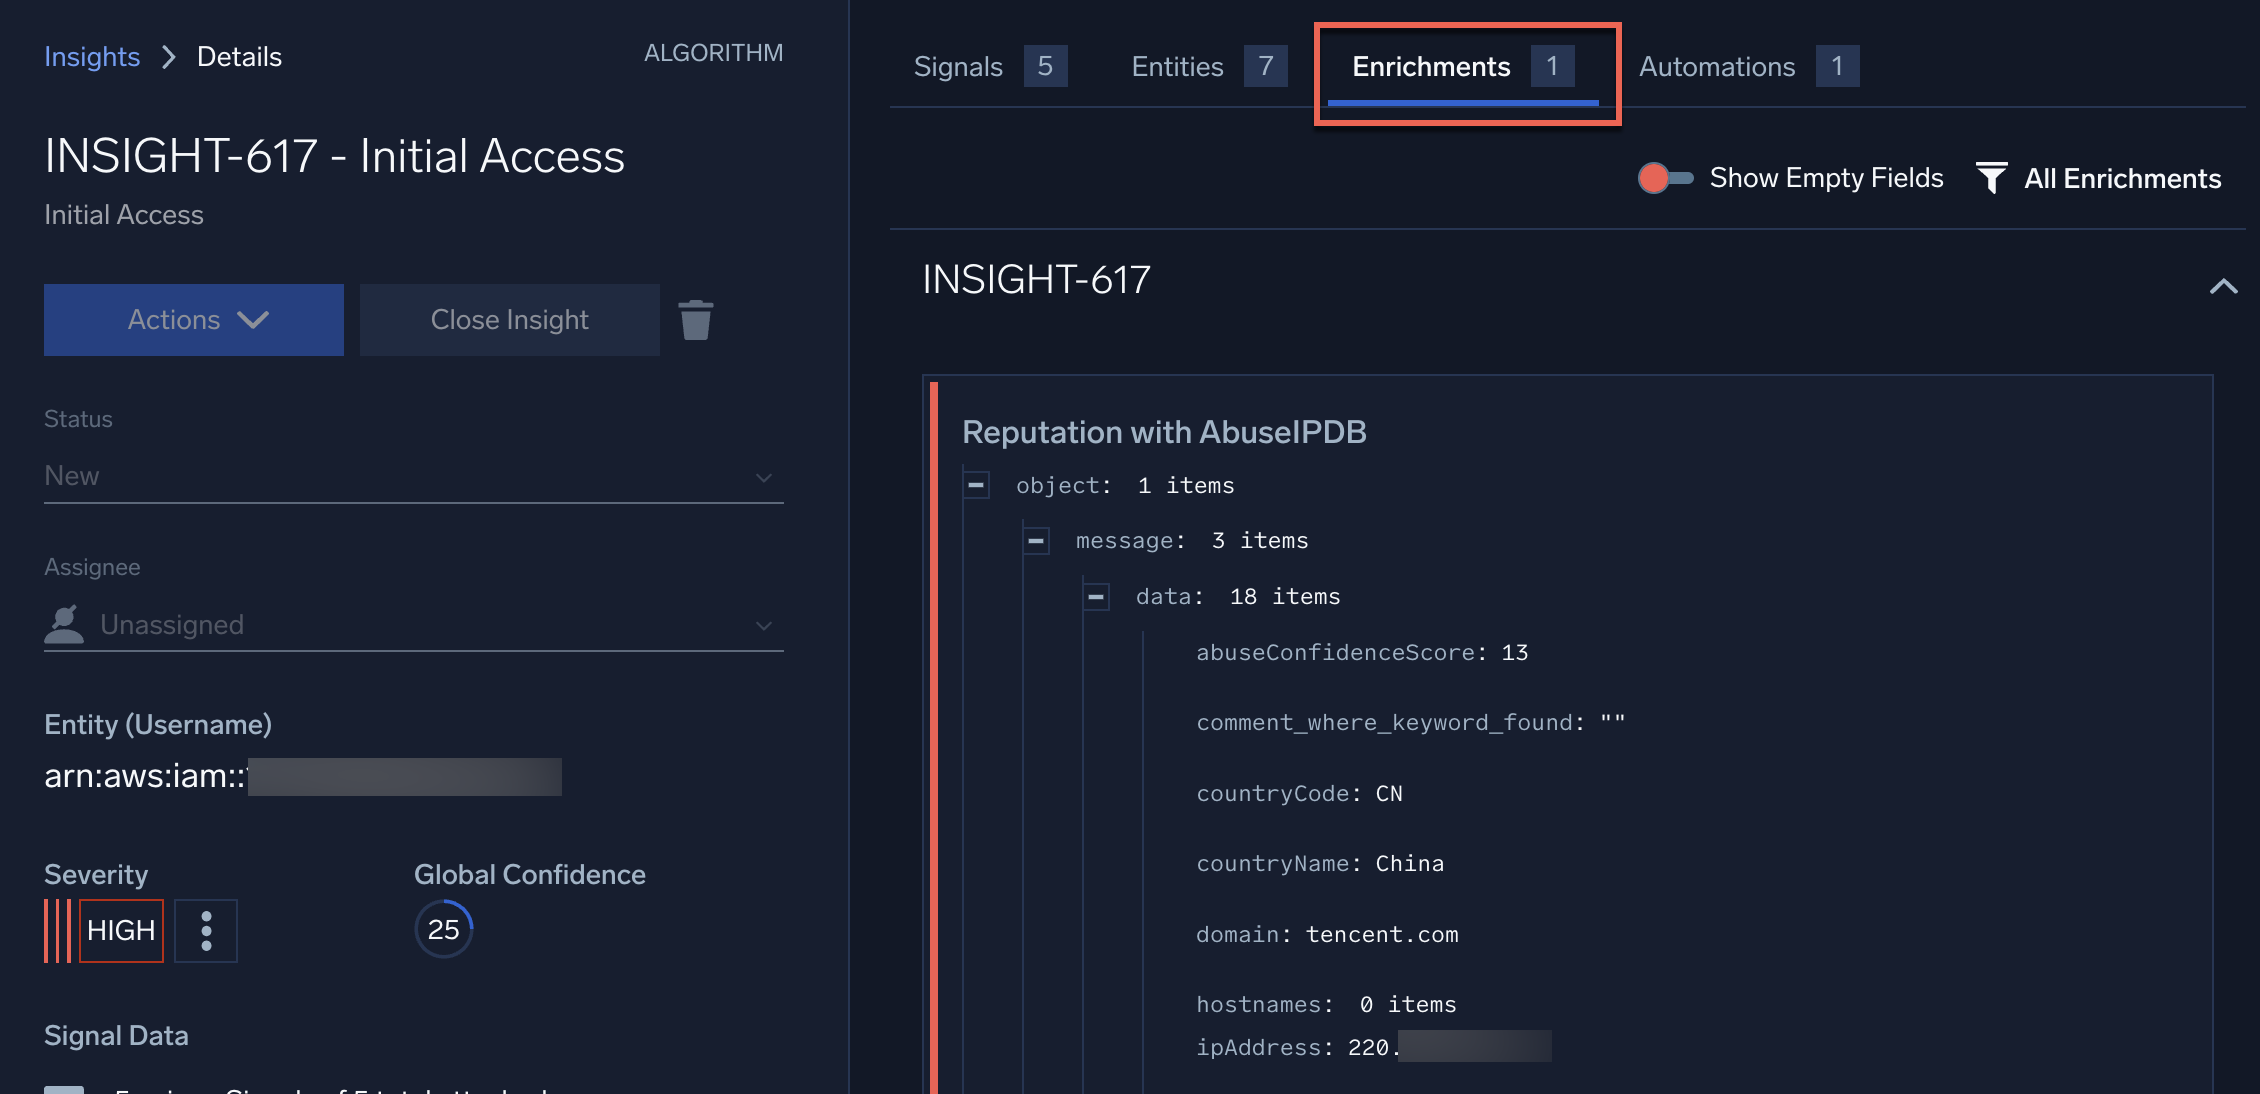 Insights > Details
ALGORITHM
INSIGHT-617 - Initial Access
Initial Access
Actions
Close Insight
Status
New
Assignee
Unassigned
Entity (Username)
arn:aws:iam::
Severity
HIGH
Global Confidence
25
Signal Data
Signals 5
Entities 7
Enrichments 1
Automations 1
Show Empty Fields
All Enrichments
INSIGHT-617
Reputation with AbuseIPDB
object: 1 items
message: 3 items
data: 18 items
abuseConfidenceScore: 13
comment_where_keyword_found: ""
countryCode: CN
countryName: China
domain: tencent.com
hostnames: 0 items
ipAddress: 220.